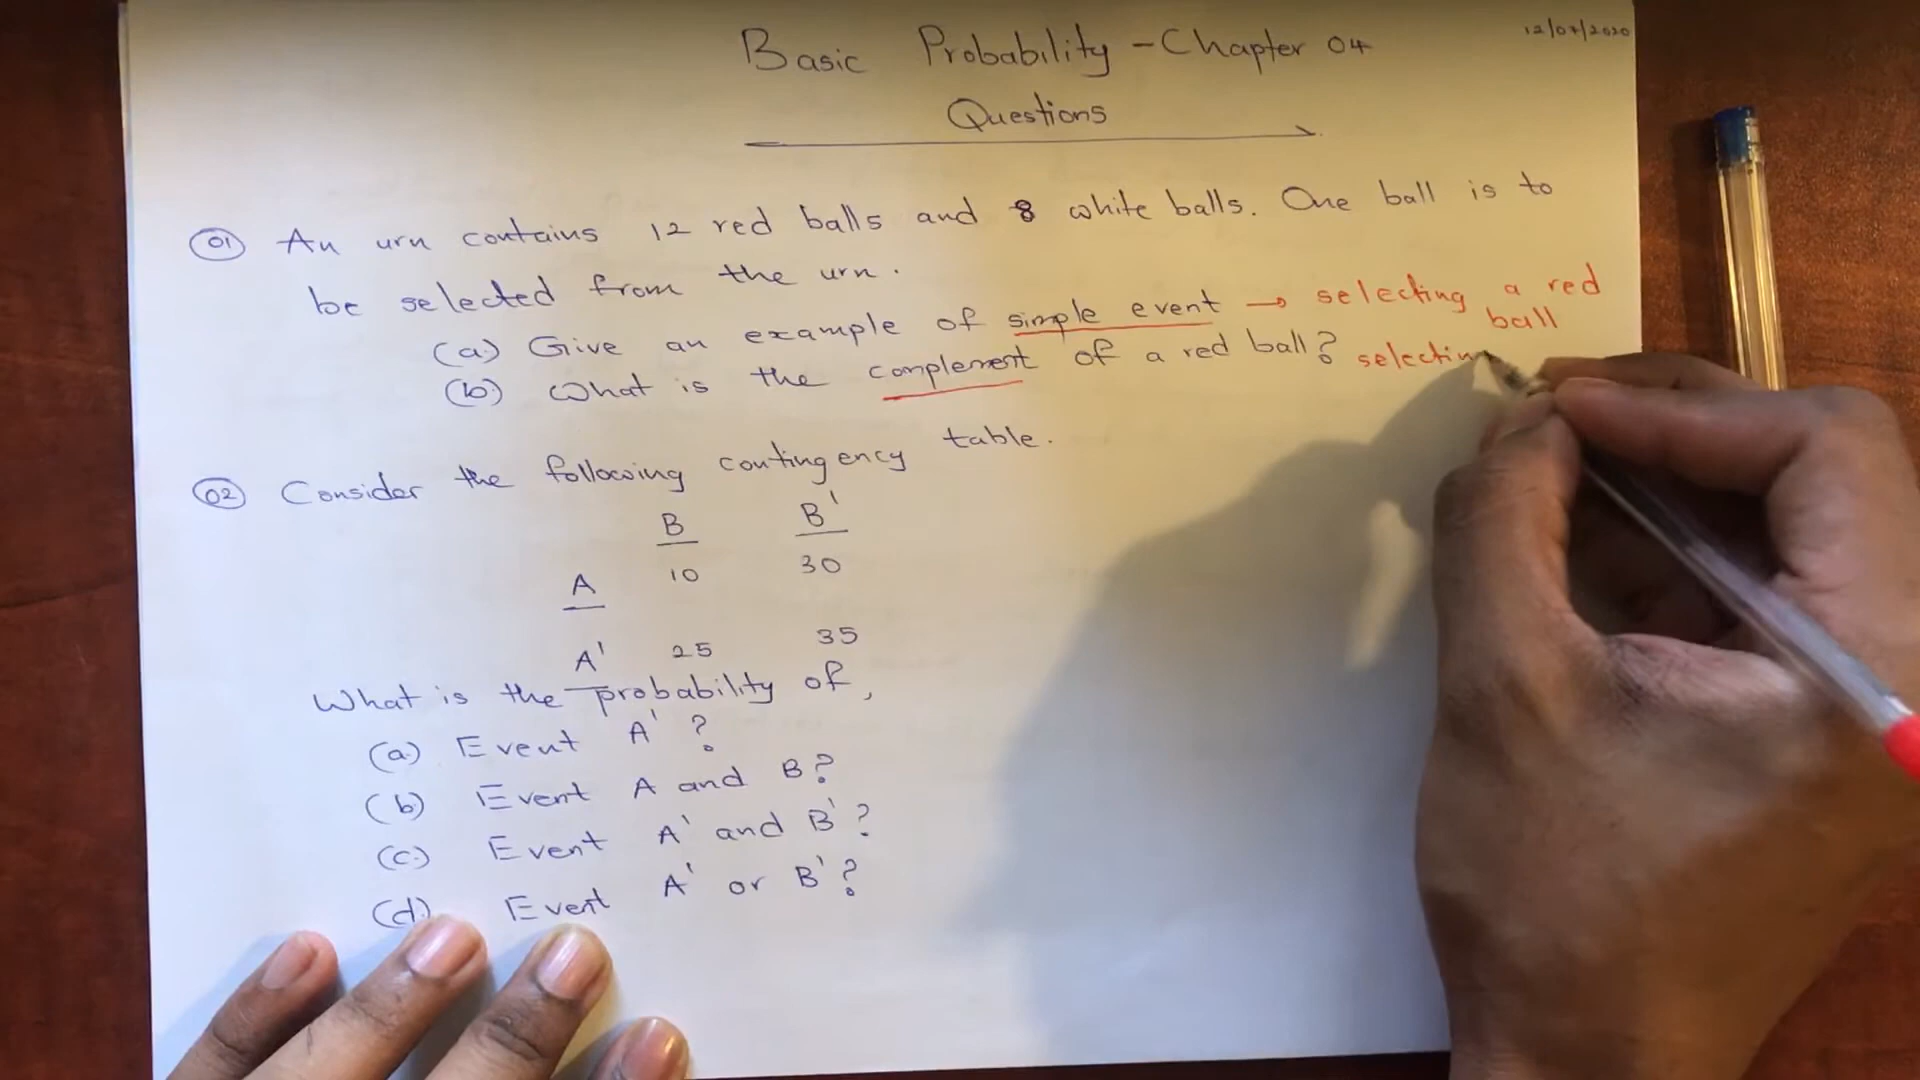 Basic Probability - Chapter 04
12/07/2020
Questions
01 An urn contains 12 red balls and 8 white balls. One ball is to
be selected from the urn.
(a) Give an example of simple event → selecting a red
ball
(b) What is the complement of a red ball? selectin
02 Consider the following contingency table.
B B'
A 10 30
A' 25 35
What is the probability of,
(a) Event A' ?
(b) Event A and B?
(c) Event A' and B'?
(d) Event A' or B'?